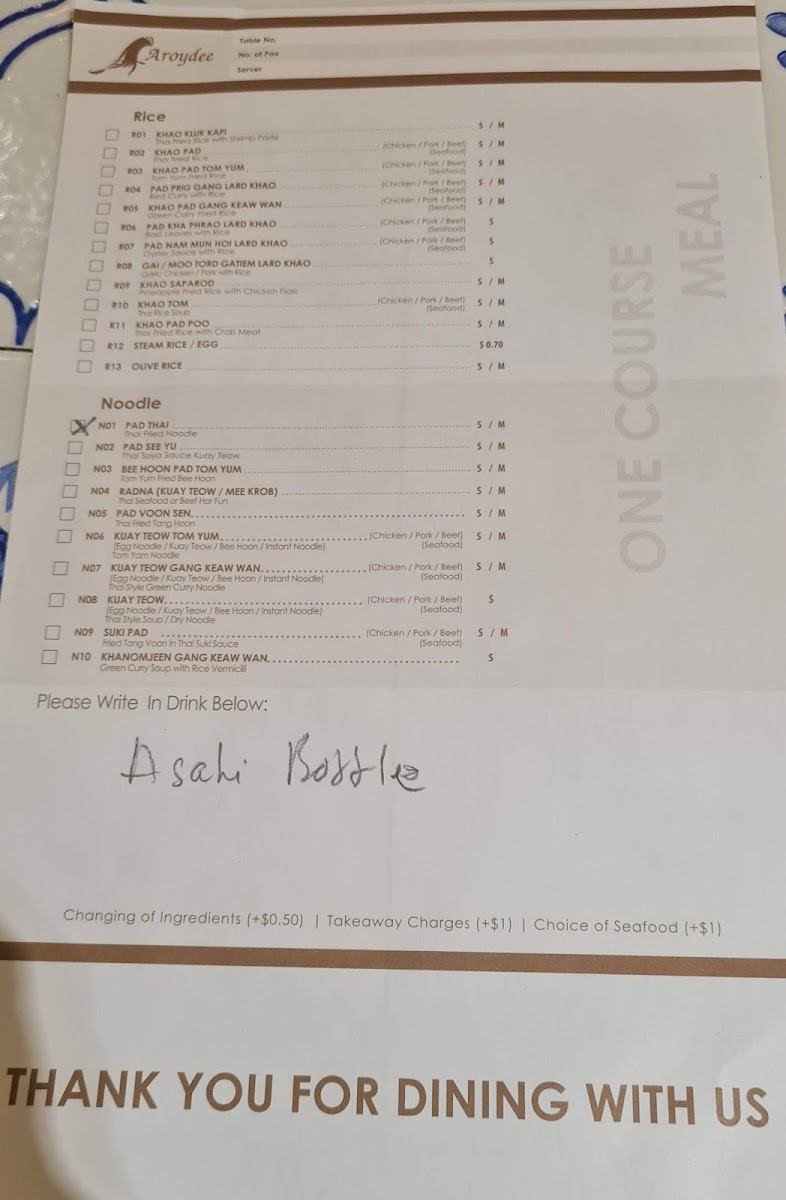 Aroydee
Table No.
No. of Pax
Server
Rice
R01 KHAO KLUK KAPI S / M
Thai Fried Rice with Shrimp Paste
R02 KHAO PAD (Chicken / Pork / Beef) S / M
Thai Fried Rice (Seafood)
R03 KHAO PAD TOM YUM (Chicken / Pork / Beef) S / M
Tom Yum Fried Rice (Seafood)
R04 PAD PRIG GANG LARD KHAO (Chicken / Pork / Beef) S / M
Red Curry with Rice (Seafood)
R05 KHAO PAD GANG KEAW WAN (Chicken / Pork / Beef) S / M
Green Curry Fried Rice (Seafood)
R06 PAD KHA PHRAO LARD KHAO (Chicken / Pork / Beef) S
Basil Leaves with Rice (Seafood)
R07 PAD NAM MUN HOI LARD KHAO (Chicken / Pork / Beef) S
Oyster Sauce with Rice (Seafood)
R08 GAI / MOO TORD GATIEM LARD KHAO S
Garlic Chicken / Pork with Rice
R09 KHAO SAPAROD S / M
Pineapple Fried Rice with Chicken Floss
R10 KHAO TOM (Chicken / Pork / Beef) S / M
Thai Rice Soup (Seafood)
R11 KHAO PAD POO S / M
Thai Fried Rice with Crab Meat
R12 STEAM RICE / EGG $0.70
R13 OLIVE RICE S / M
Noodle
N01 PAD THAI S / M
Thai Fried Noodle
N02 PAD SEE YU S / M
Thai Soya Sauce Kuay Teow
N03 BEE HOON PAD TOM YUM S / M
Tom Yum Fried Bee Hoon
N04 RADNA (KUAY TEOW / MEE KROB) S / M
Thai Seafood or Beef Hor Fun
N05 PAD VOON SEN S / M
Thai Fried Tang Hoon
N06 KUAY TEOW TOM YUM (Chicken / Pork / Beef) S / M
(Egg Noodle / Kuay Teow / Bee Hoon / Instant Noodle) (Seafood)
Tom Yam Noodle
N07 KUAY TEOW GANG KEAW WAN (Chicken / Pork / Beef) S / M
(Egg Noodle / Kuay Teow / Bee Hoon / Instant Noodle) (Seafood)
Thai Style Green Curry Noodle
N08 KUAY TEOW (Chicken / Pork / Beef) S
(Egg Noodle / Kuay Teow / Bee Hoon / Instant Noodle) (Seafood)
Thai Style Soup / Dry Noodle
N09 SUKI PAD (Chicken / Pork / Beef) S / M
Fried Tang Voon in Thai Suki Sauce (Seafood)
N10 KHANOMJEEN GANG KEAW WAN S
Green Curry Soup with Rice Vermicilli
ONE COURSE
MEAL
Please Write In Drink Below:
Asahi Bottle
Changing of Ingredients (+$0.50) | Takeaway Charges (+$1) | Choice of Seafood (+$1)
THANK YOU FOR DINING WITH US